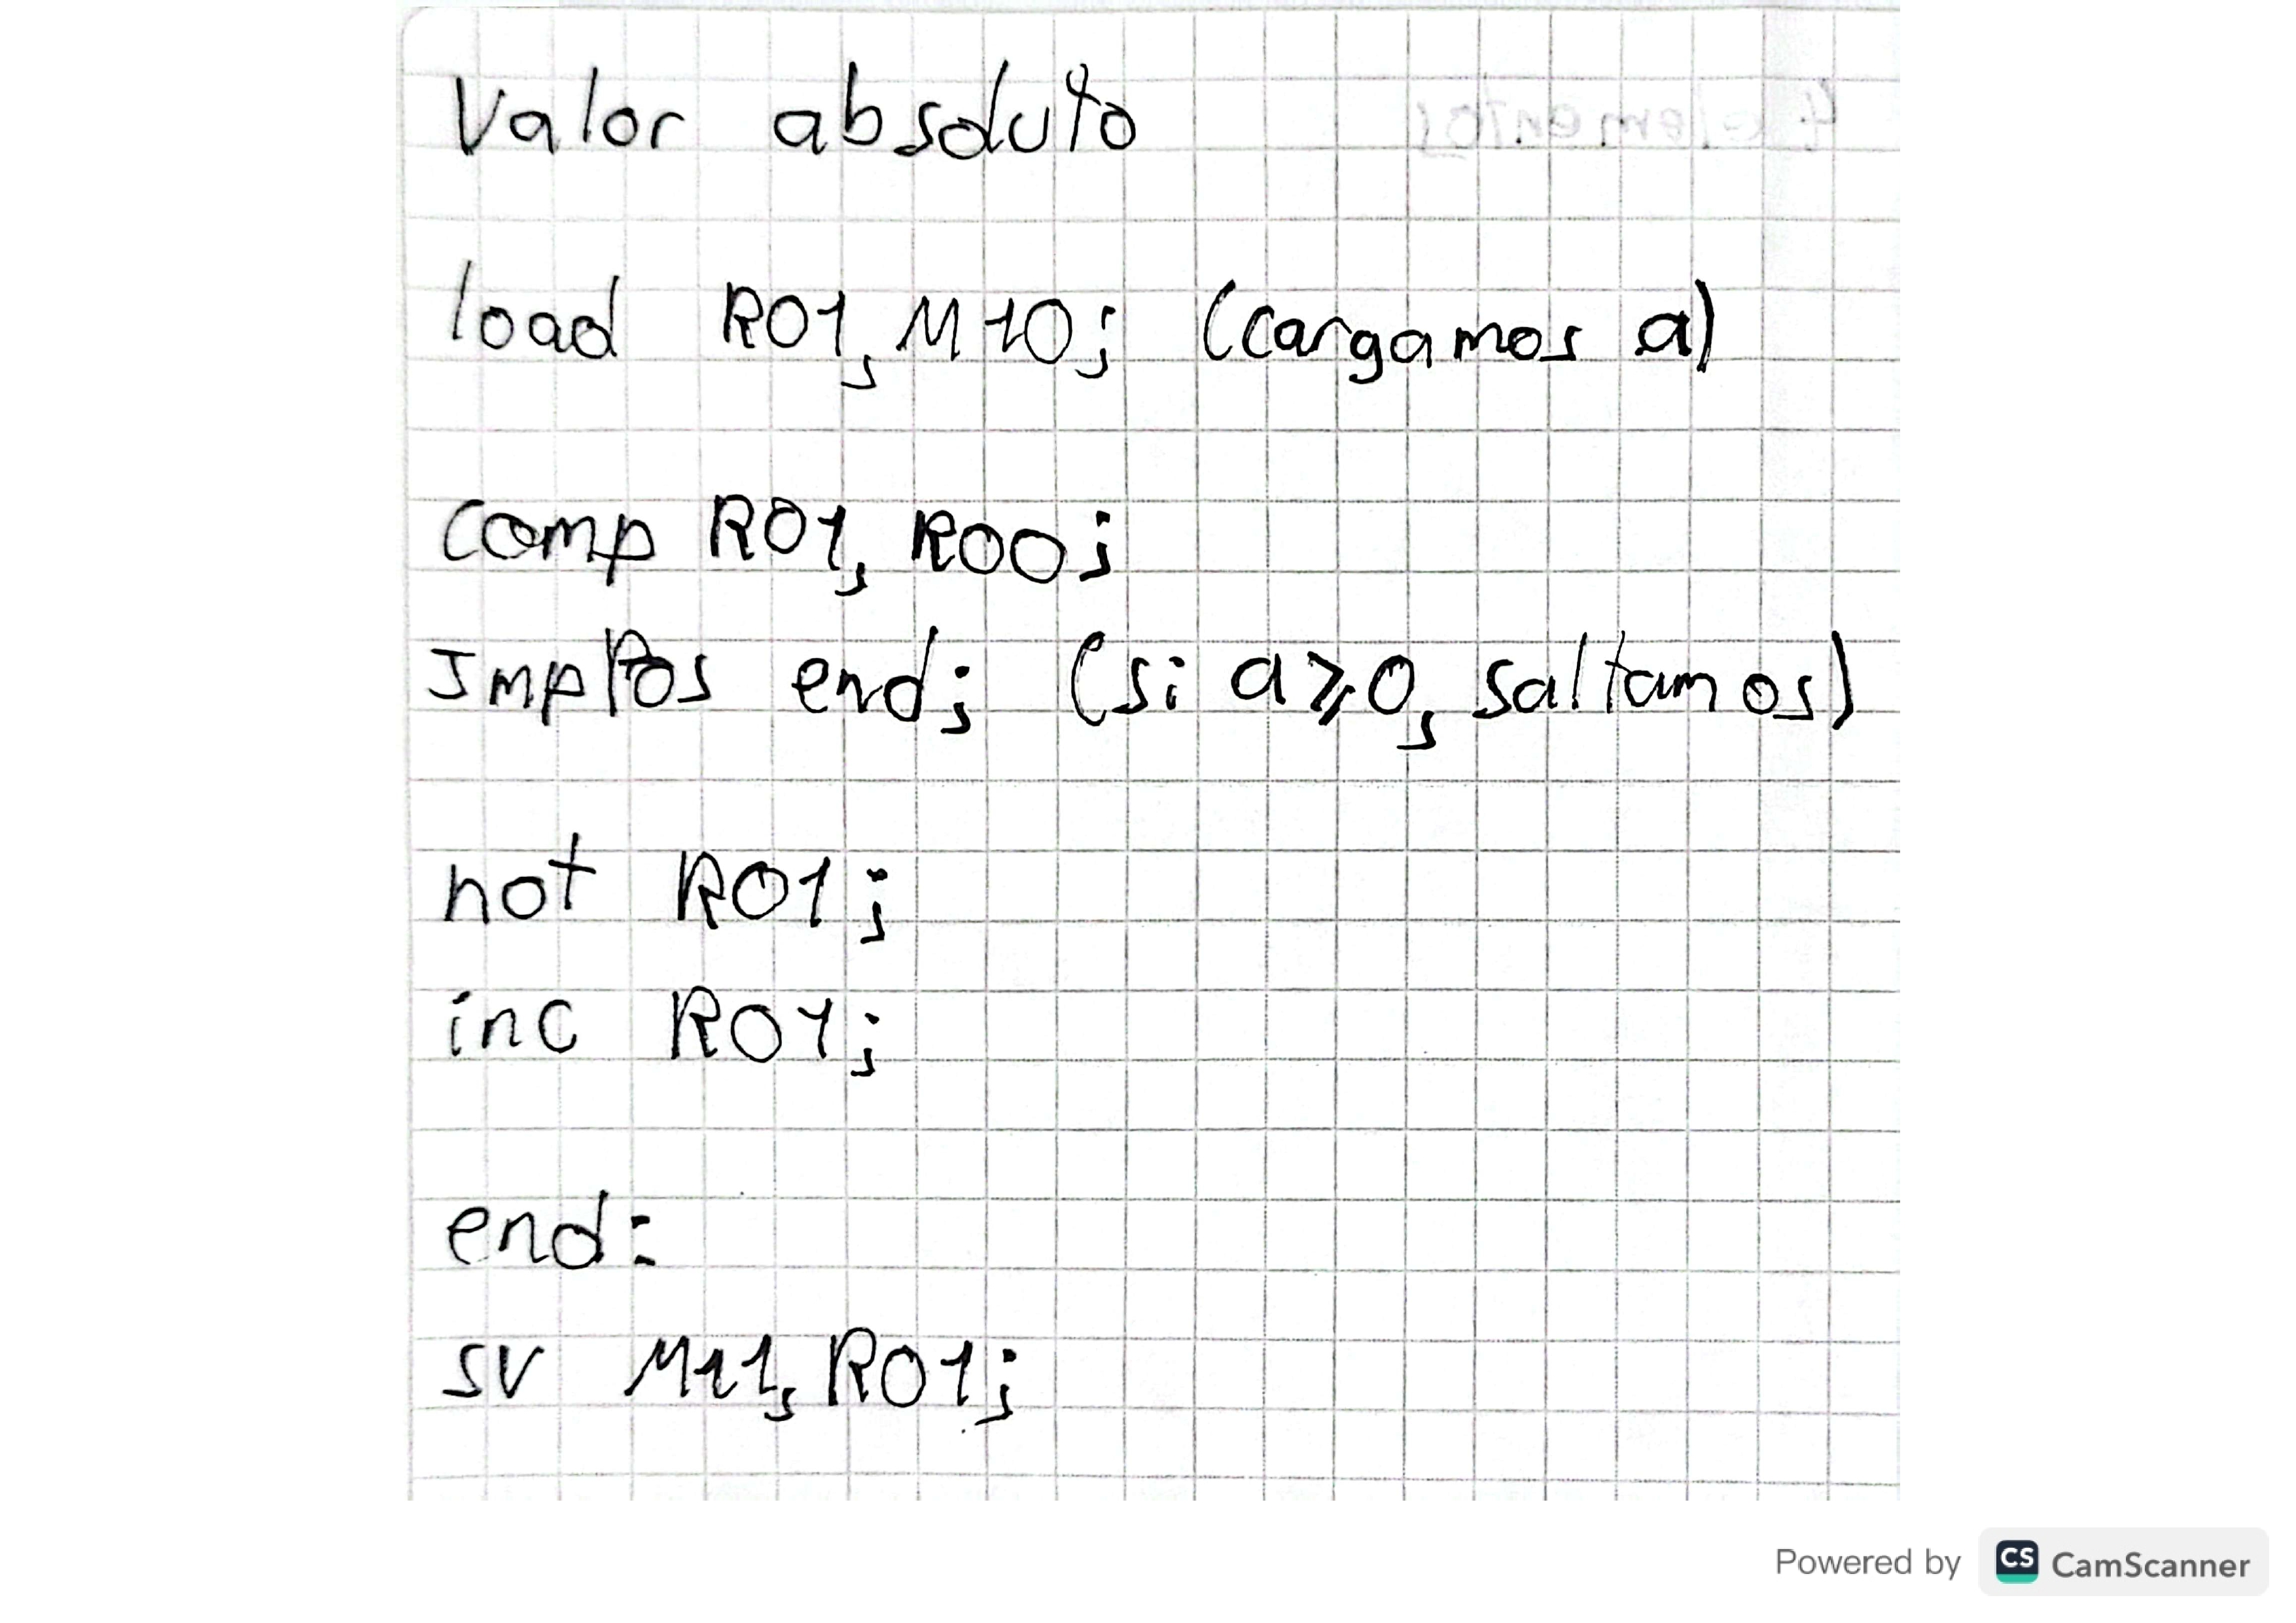 Valor absoluto
load R01, M10; (cargamos a)
comp R01, R00;
JmpPos end; (si a⩾0, saltamos)
not R01;
inc R01;
end:
sv M11, R01;
Powered by CS CamScanner